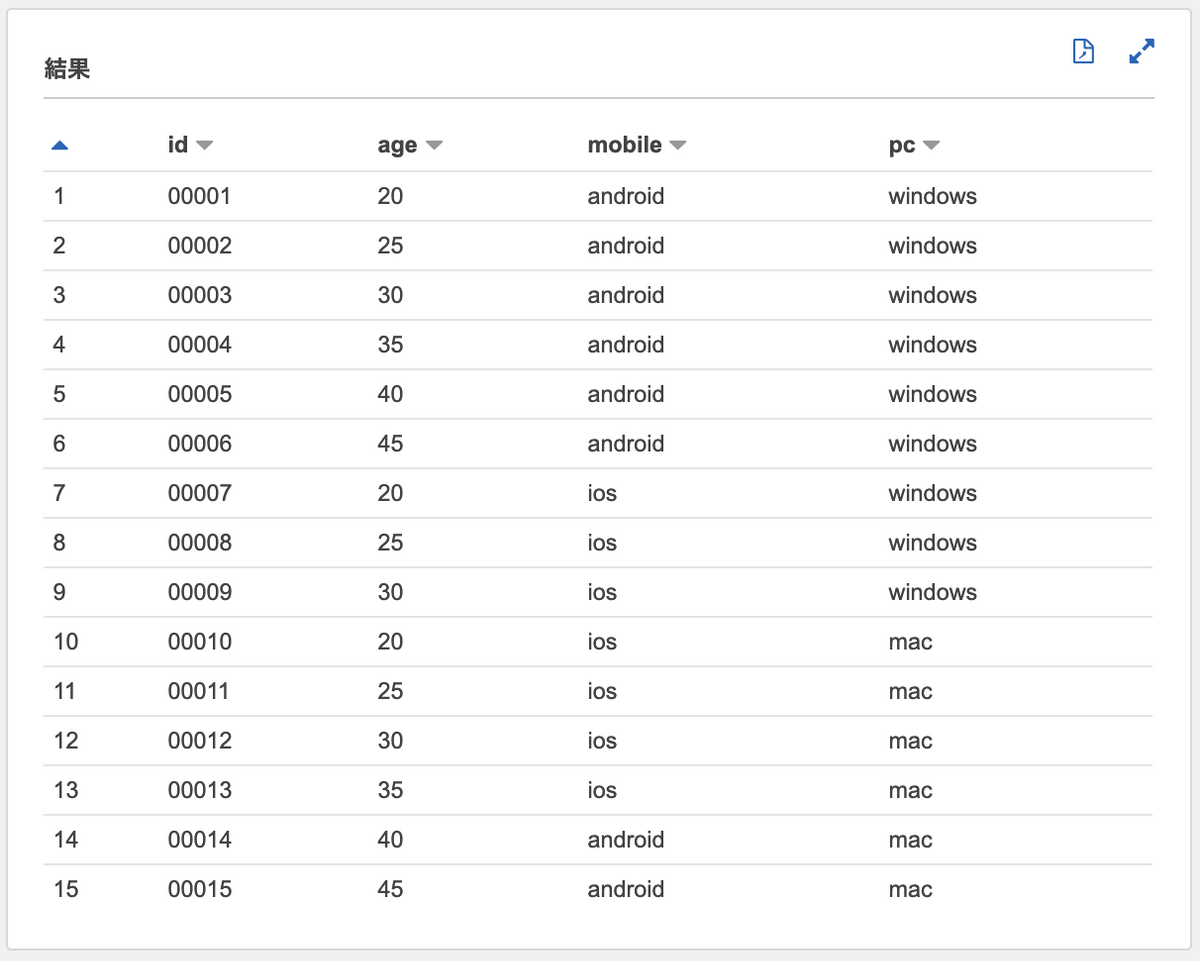 結果
id age mobile pc
1 00001 20 android windows
2 00002 25 android windows
3 00003 30 android windows
4 00004 35 android windows
5 00005 40 android windows
6 00006 45 android windows
7 00007 20 ios windows
8 00008 25 ios windows
9 00009 30 ios windows
10 00010 20 ios mac
11 00011 25 ios mac
12 00012 30 ios mac
13 00013 35 ios mac
14 00014 40 android mac
15 00015 45 android mac